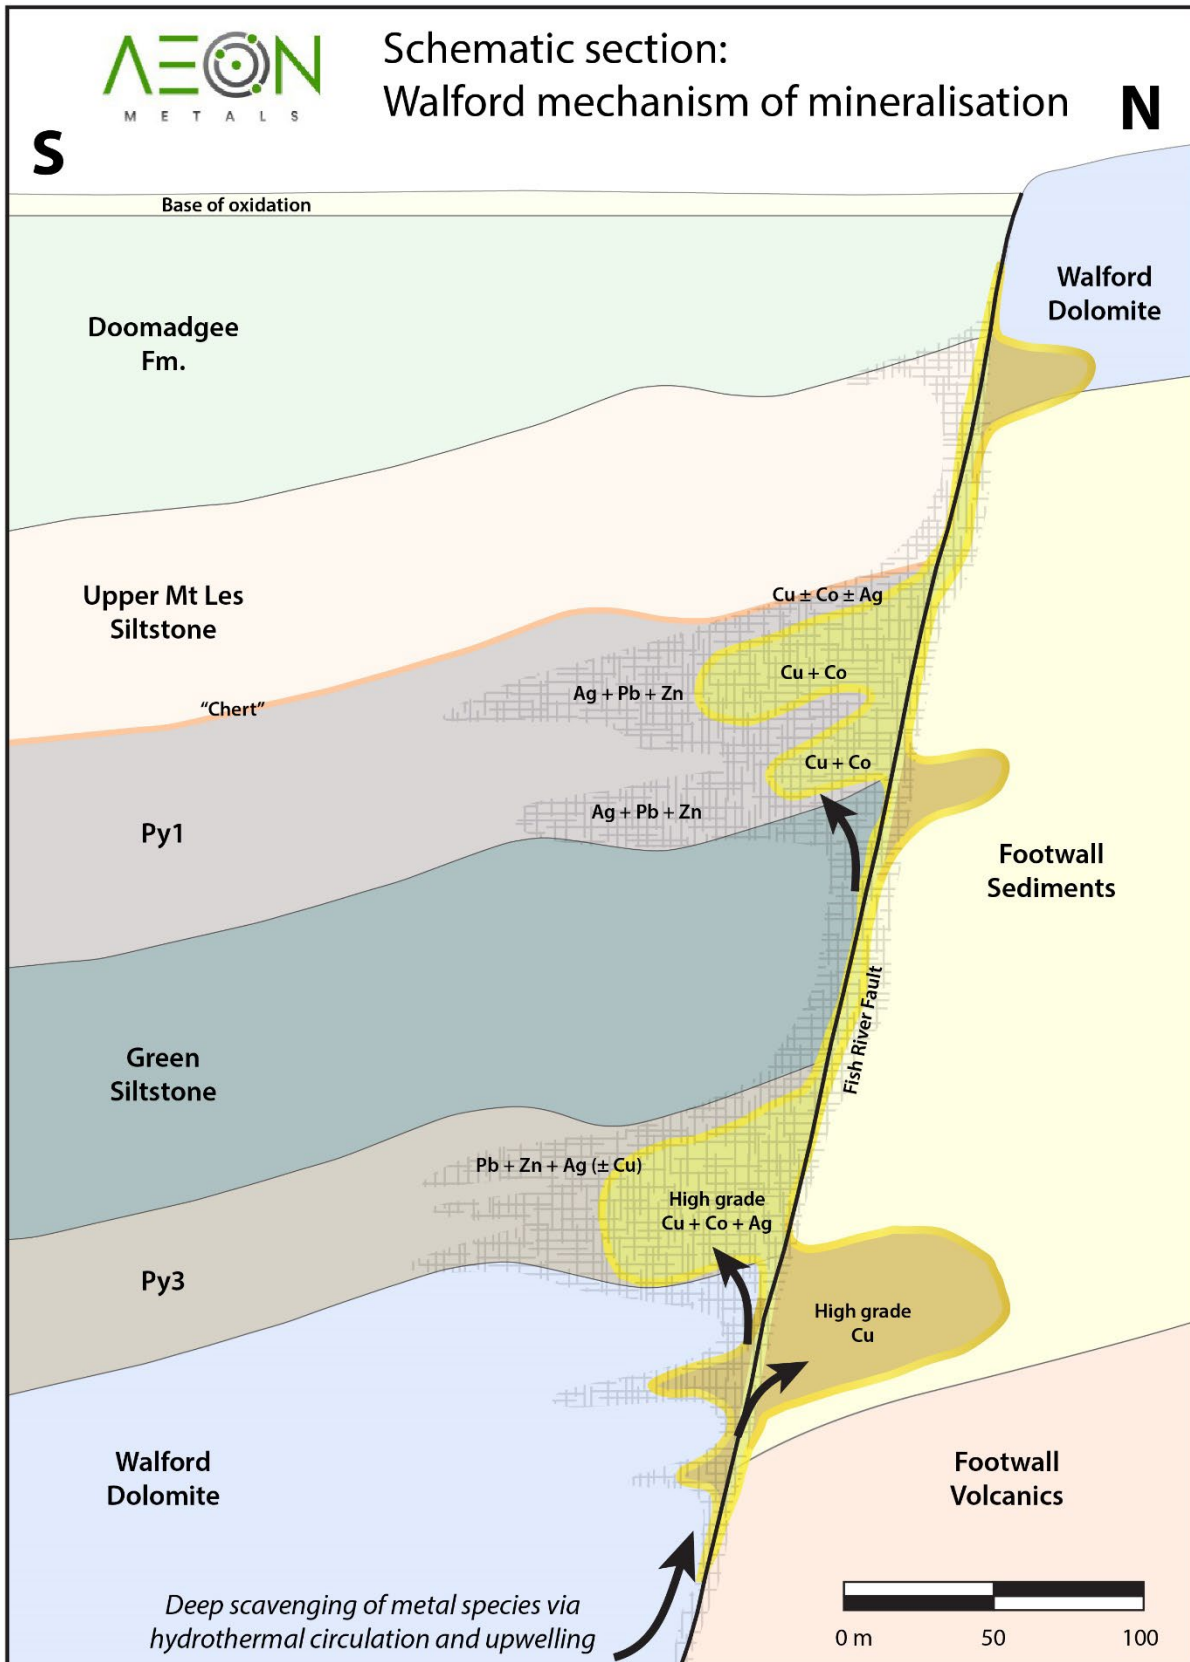 AEON
METALS
Schematic section:
Walford mechanism of mineralisation
S
N
Base of oxidation
Walford
Dolomite
Doomadgee
Fm.
Upper Mt Les
Siltstone
Cu ± Co ± Ag
Cu + Co
Ag + Pb + Zn
"Chert"
Cu + Co
Ag + Pb + Zn
Py1
Footwall
Sediments
Fish River Fault
Green
Siltstone
Pb + Zn + Ag (± Cu)
High grade
Cu + Co + Ag
Py3
High grade
Cu
Walford
Dolomite
Footwall
Volcanics
Deep scavenging of metal species via
hydrothermal circulation and upwelling
0 m 50 100